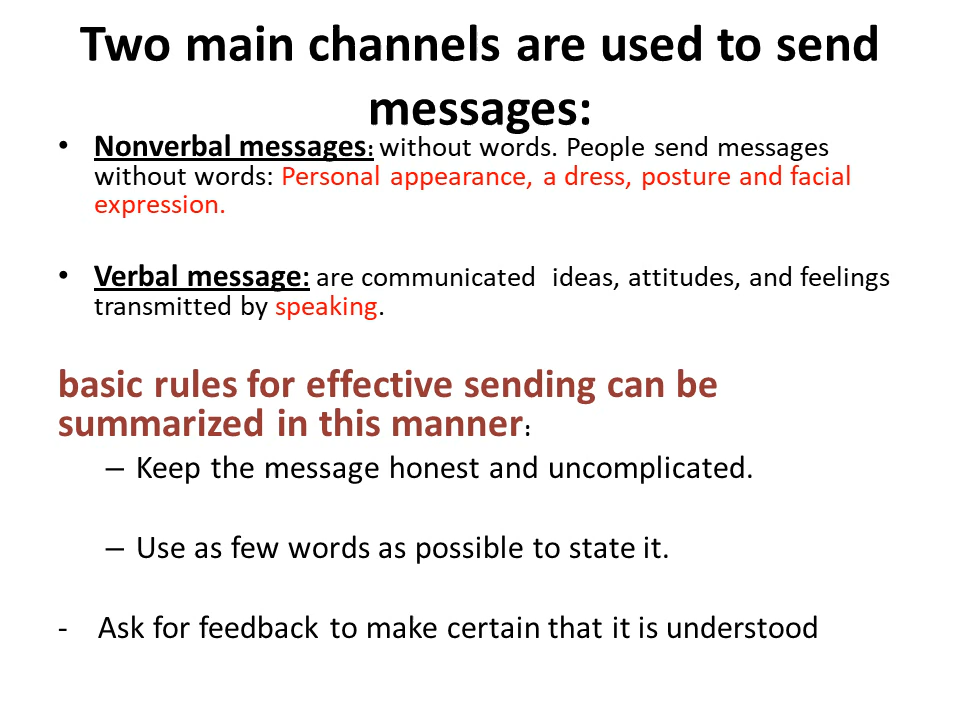 Two main channels are used to send
messages:
• Nonverbal messages: without words. People send messages
without words: Personal appearance, a dress, posture and facial
expression.
• Verbal message: are communicated ideas, attitudes, and feelings
transmitted by speaking.
basic rules for effective sending can be
summarized in this manner:
– Keep the message honest and uncomplicated.
– Use as few words as possible to state it.
- Ask for feedback to make certain that it is understood